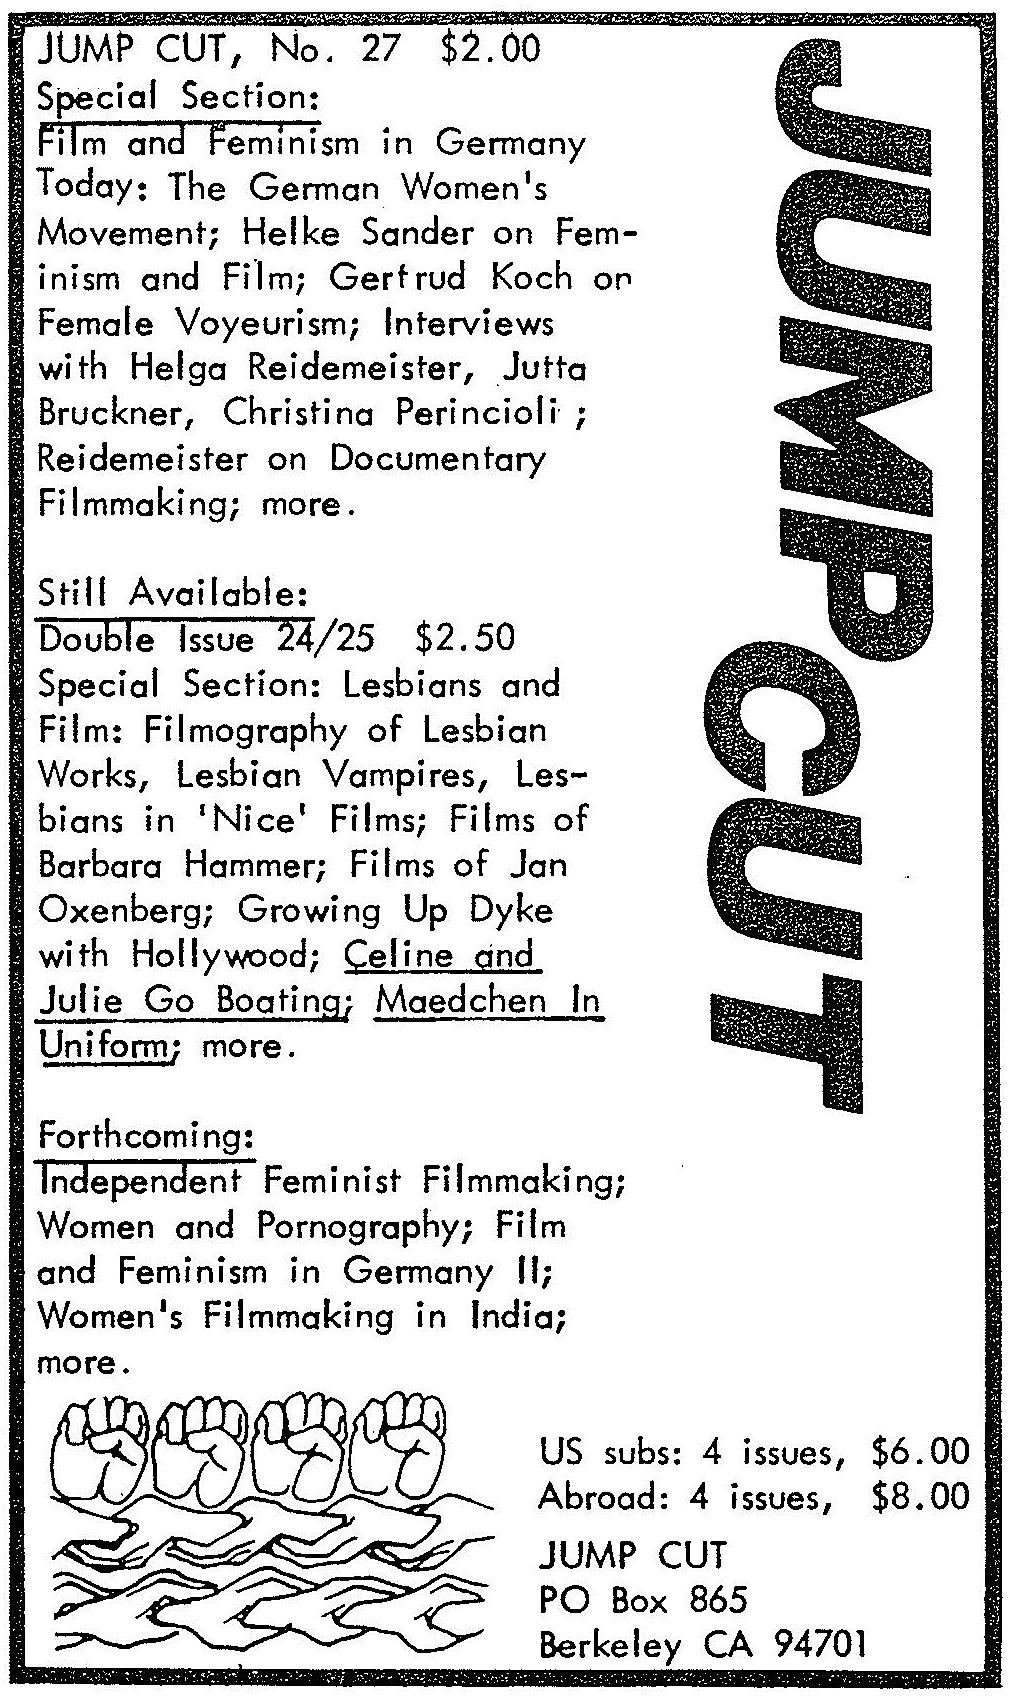 JUMP CUT, No. 27 $2.00
Special Section:
Film and Feminism in Germany
Today: The German Women's
Movement; Helke Sander on Fem-
inism and Film; Gertrud Koch on
Female Voyeurism; Interviews
with Helga Reidemeister, Jutta
Bruckner, Christina Perincioli ;
Reidemeister on Documentary
Filmmaking; more.
Still Available:
Double Issue 24/25 $2.50
Special Section: Lesbians and
Film: Filmography of Lesbian
Works, Lesbian Vampires, Les-
bians in 'Nice' Films; Films of
Barbara Hammer; Films of Jan
Oxenberg; Growing Up Dyke
with Hollywood; Celine and
Julie Go Boating; Maedchen In
Uniform; more.
Forthcoming:
Independent Feminist Filmmaking;
Women and Pornography; Film
and Feminism in Germany II;
Women's Filmmaking in India;
more.
JUMP
CUT
US subs: 4 issues, $6.00
Abroad: 4 issues, $8.00
JUMP CUT
PO Box 865
Berkeley CA 94701